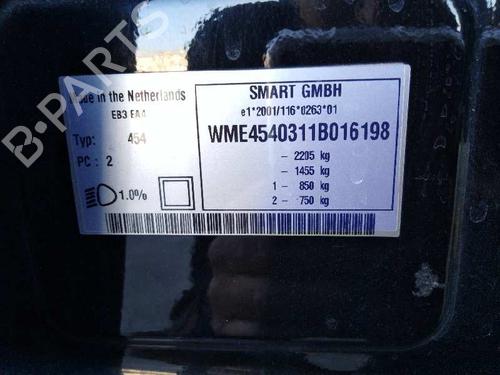 B-PARTS
Made in the Netherlands
EB3 EA4
Typ: 454
PC: 2
1.0%
SMART GMBH
e1*2001/116*0263*01
WME4540311B016198
- 2205 kg
- 1455 kg
1 - 850 kg
2 - 750 kg